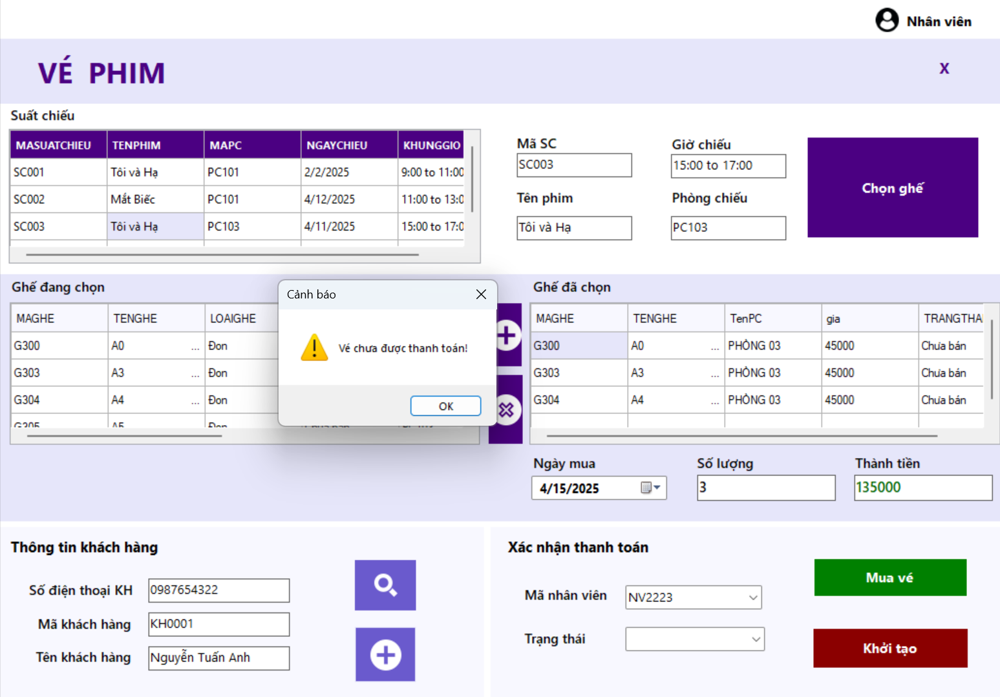 Nhân viên
VÉ PHIM
X
Suất chiếu
MASUATCHIEU TENPHIM MAPC NGAYCHIEU KHUNGGIO
SC001 Tôi và Hạ PC101 2/2/2025 9:00 to 11:00
SC002 Mắt Biếc PC101 4/12/2025 11:00 to 13:0
SC003 Tôi và Hạ PC103 4/11/2025 15:00 to 17:0
Mã SC
SC003
Giờ chiếu
15:00 to 17:00
Tên phim
Tôi và Hạ
Phòng chiếu
PC103
Chọn ghế
Ghế đang chọn
MAGHE TENGHE LOAIGHE
G300 A0 ... Đon
G303 A3 ... Đon
G304 A4 ... Đon
G305 A5 Đon
Cảnh báo
Vé chưa được thanh toán!
OK
Ghế đã chọn
MAGHE TENGHE TenPC gia TRANGTHAI
G300 A0 ... PHÒNG 03 45000 Chưa bán
G303 A3 ... PHÒNG 03 45000 Chưa bán
G304 A4 ... PHÒNG 03 45000 Chưa bán
Ngày mua
4/15/2025
Số lượng
3
Thành tiền
135000
Thông tin khách hàng
Số điện thoại KH 0987654322
Mã khách hàng KH0001
Tên khách hàng Nguyễn Tuấn Anh
Xác nhận thanh toán
Mã nhân viên NV2223
Trạng thái
Mua vé
Khởi tạo